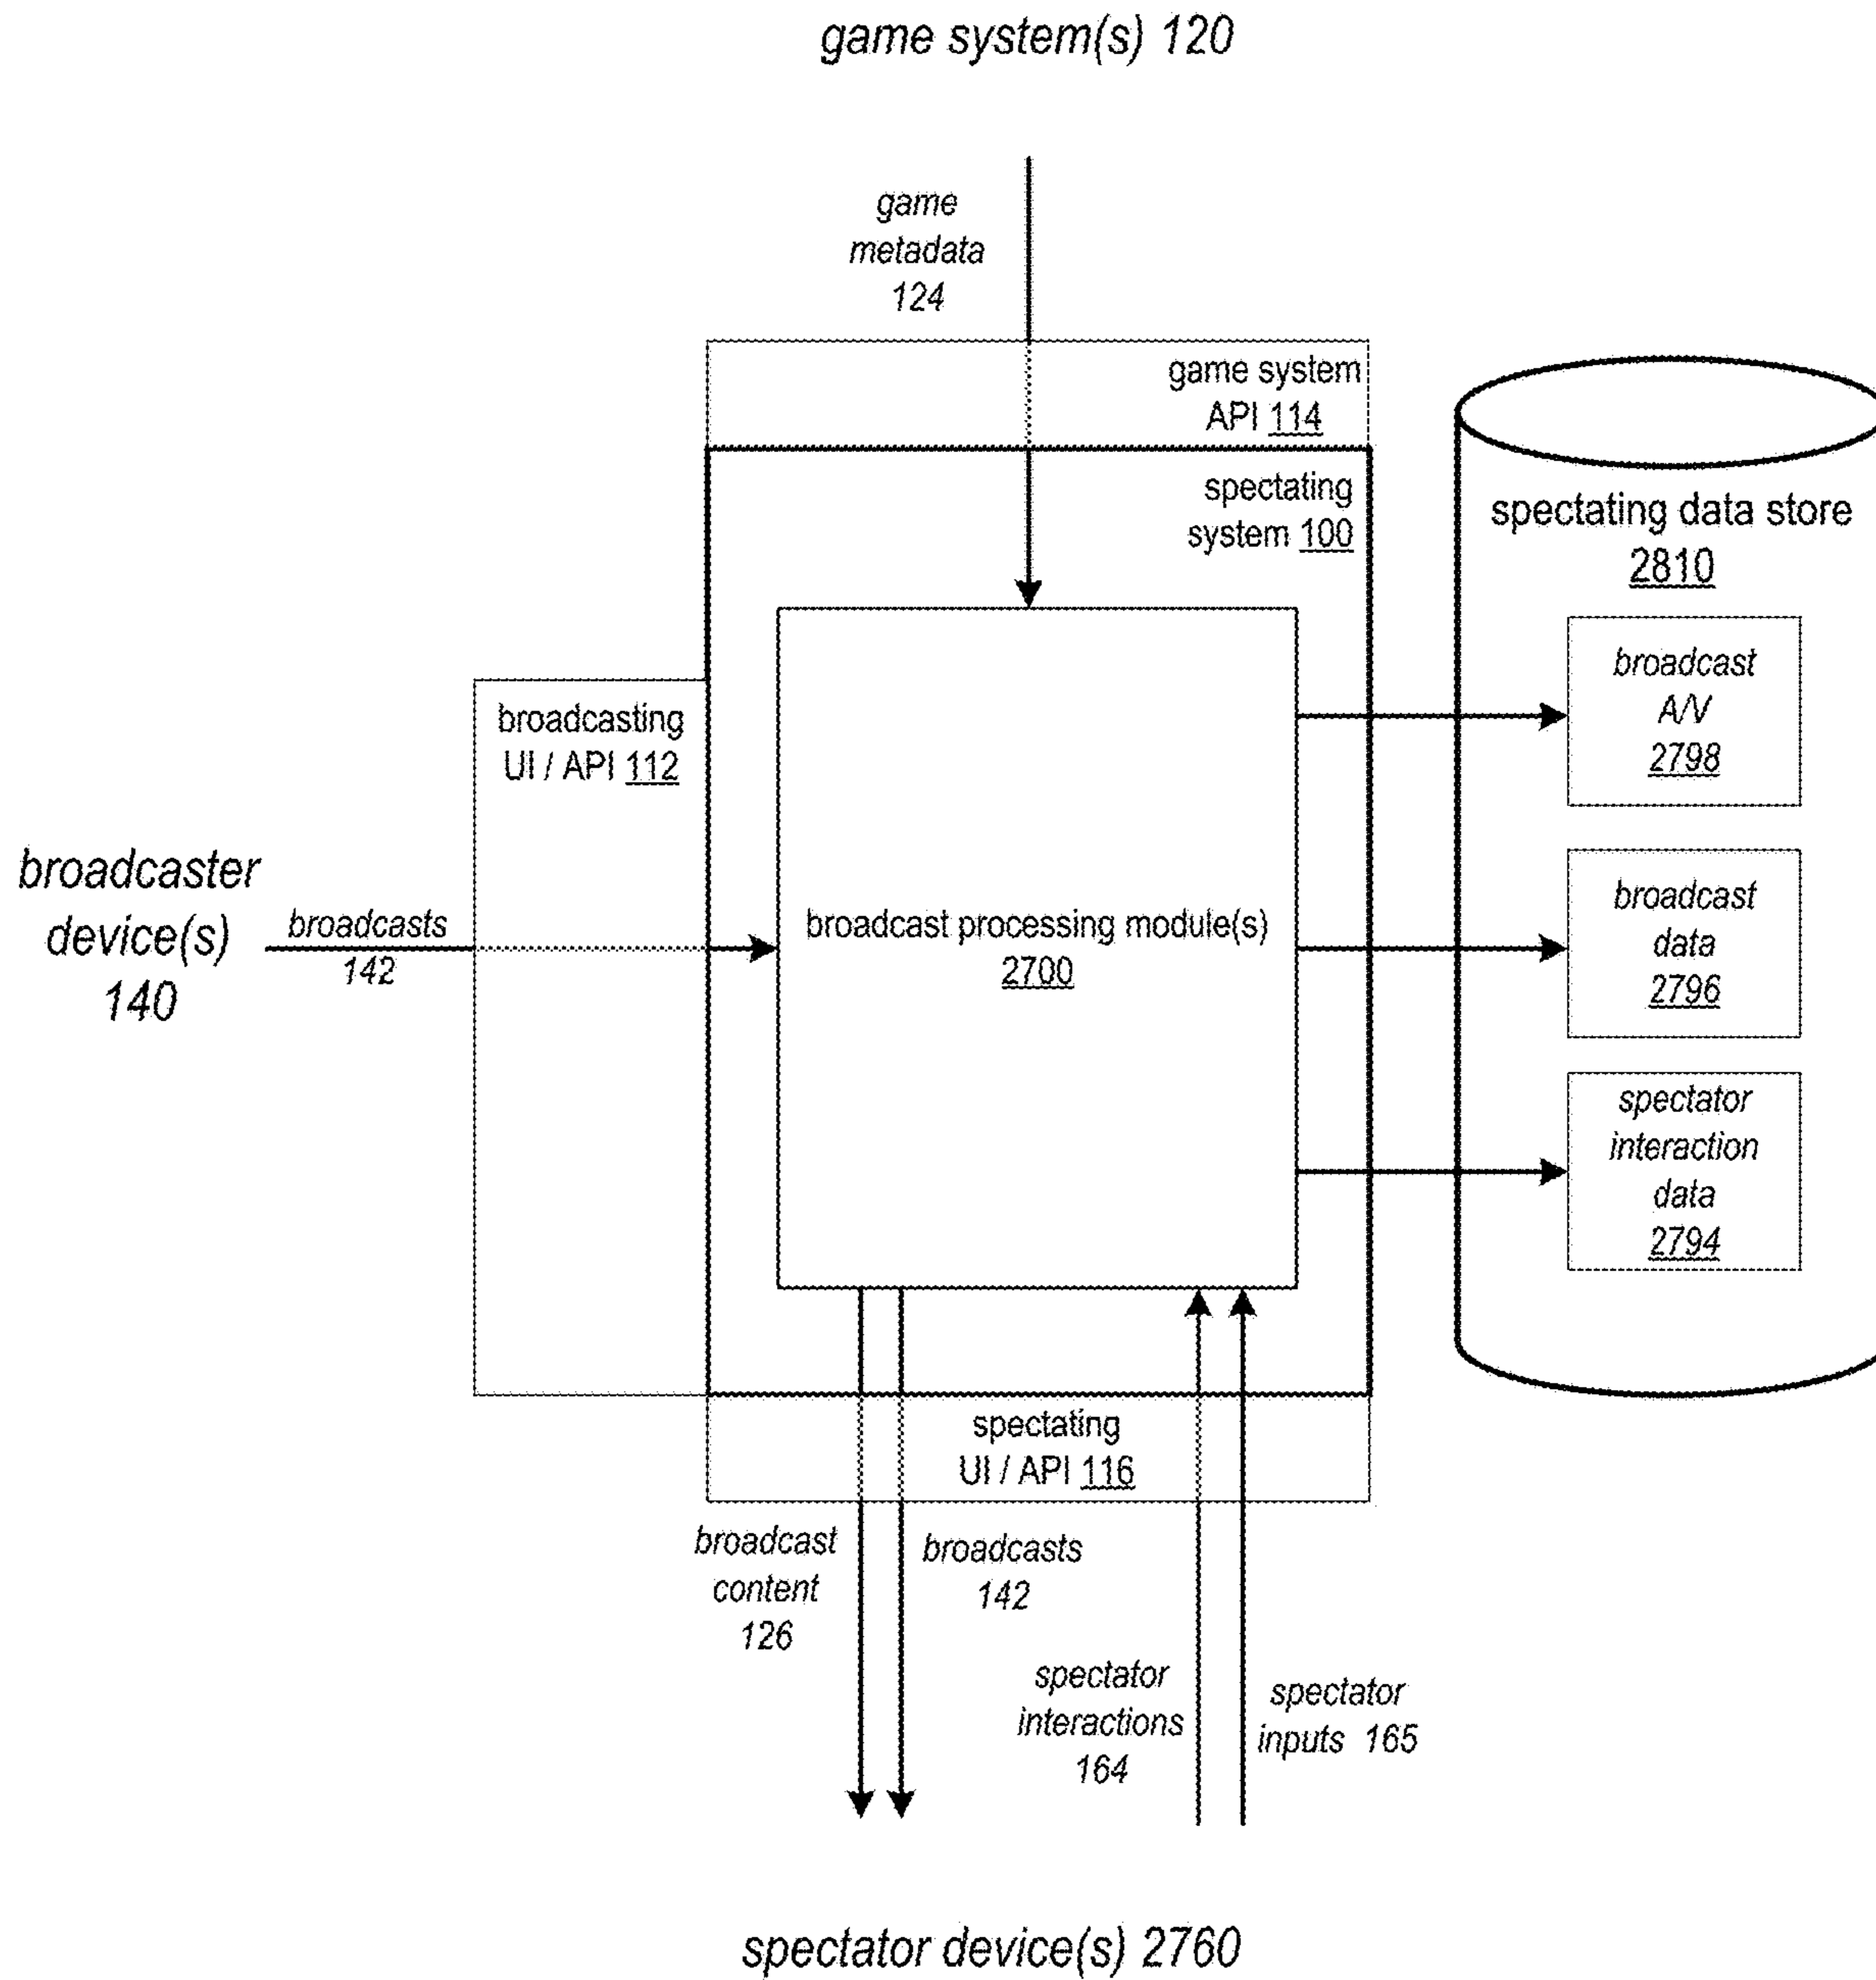 game system(s) 120
game
metadata
124
game system
API 114
spectating
system 100
spectating data store
2810
broadcast
A/V
2798
broadcasting
UI / API 112
broadcaster
device(s)
140
broadcasts
142
broadcast processing module(s)
2700
broadcast
data
2796
spectator
interaction
data
2794
spectating
UI / API 116
broadcast
content
126
broadcasts
142
spectator
interactions
164
spectator
inputs 165
spectator device(s) 2760